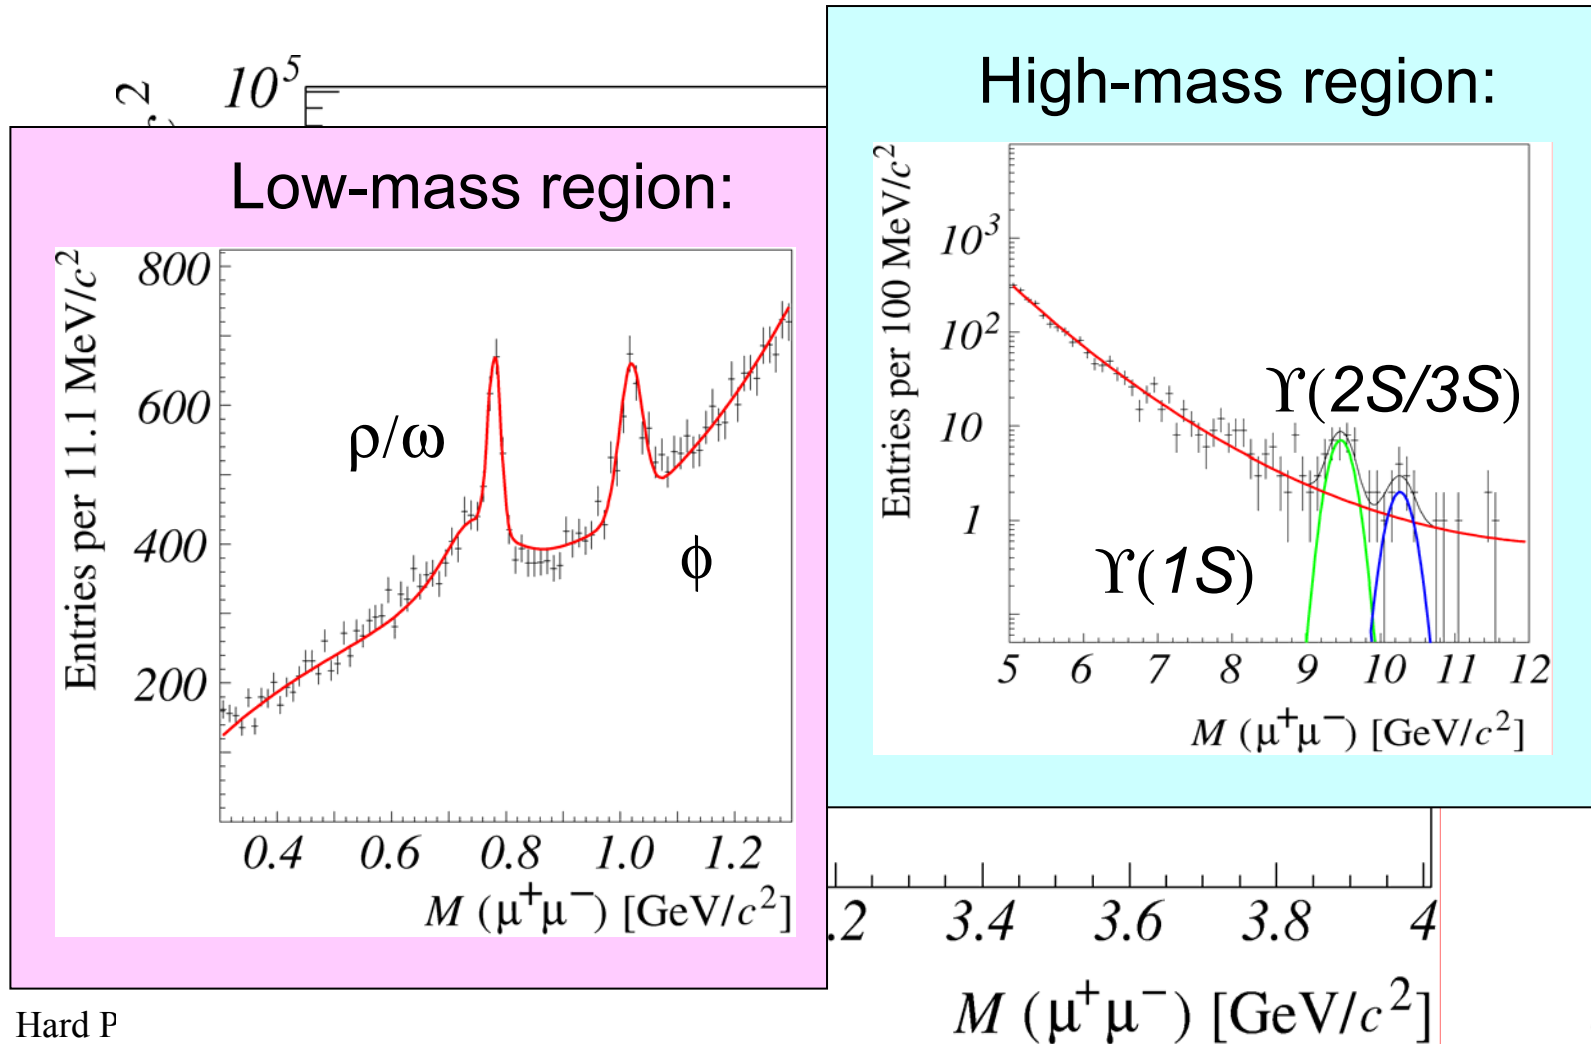 High-mass region:
10^5
Low-mass region:
Entries per 11.1 MeV/c^2
800
600
400
200
ρ/ω
ϕ
0.4 0.6 0.8 1.0 1.2
M (μ+μ−) [GeV/c^2]
Entries per 100 MeV/c^2
10^3
10^2
10
1
ϒ(2S/3S)
ϒ(1S)
5 6 7 8 9 10 11 12
M (μ+μ−) [GeV/c^2]
.2 3.4 3.6 3.8 4
M (μ+μ−) [GeV/c^2]
Hard P